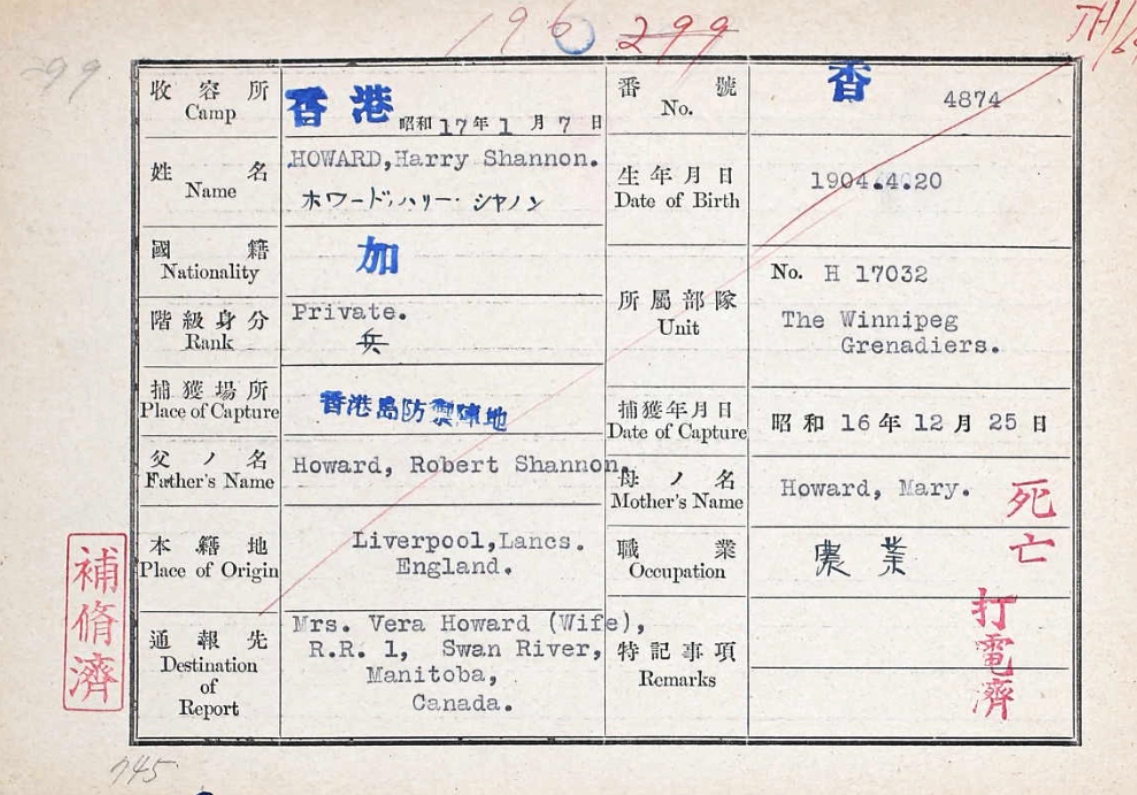 196 299
299
收容所
Camp
香港
昭和17年1月7日
番號
No.
香 4874
姓名
Name
HOWARD,Harry Shannon.
ホワード,ハリー・シャノン
生年月日
Date of Birth
1904.4.20
國籍
Nationality
加
所屬部隊
Unit
No. H 17032
The Winnipeg
Grenadiers.
階級身分
Rank
Private.
兵
捕獲場所
Place of Capture
香港島防禦陣地
捕獲年月日
Date of Capture
昭和16年12月25日
父ノ名
Father's Name
Howard, Robert Shannon.
母ノ名
Mother's Name
Howard, Mary.
死亡
本籍地
Place of Origin
Liverpool,Lancs.
England.
職業
Occupation
農業
通報先
Destination
of
Report
Mrs. Vera Howard (Wife),
R.R. 1, Swan River,
Manitoba,
Canada.
特記事項
Remarks
打電濟
補脩濟
745